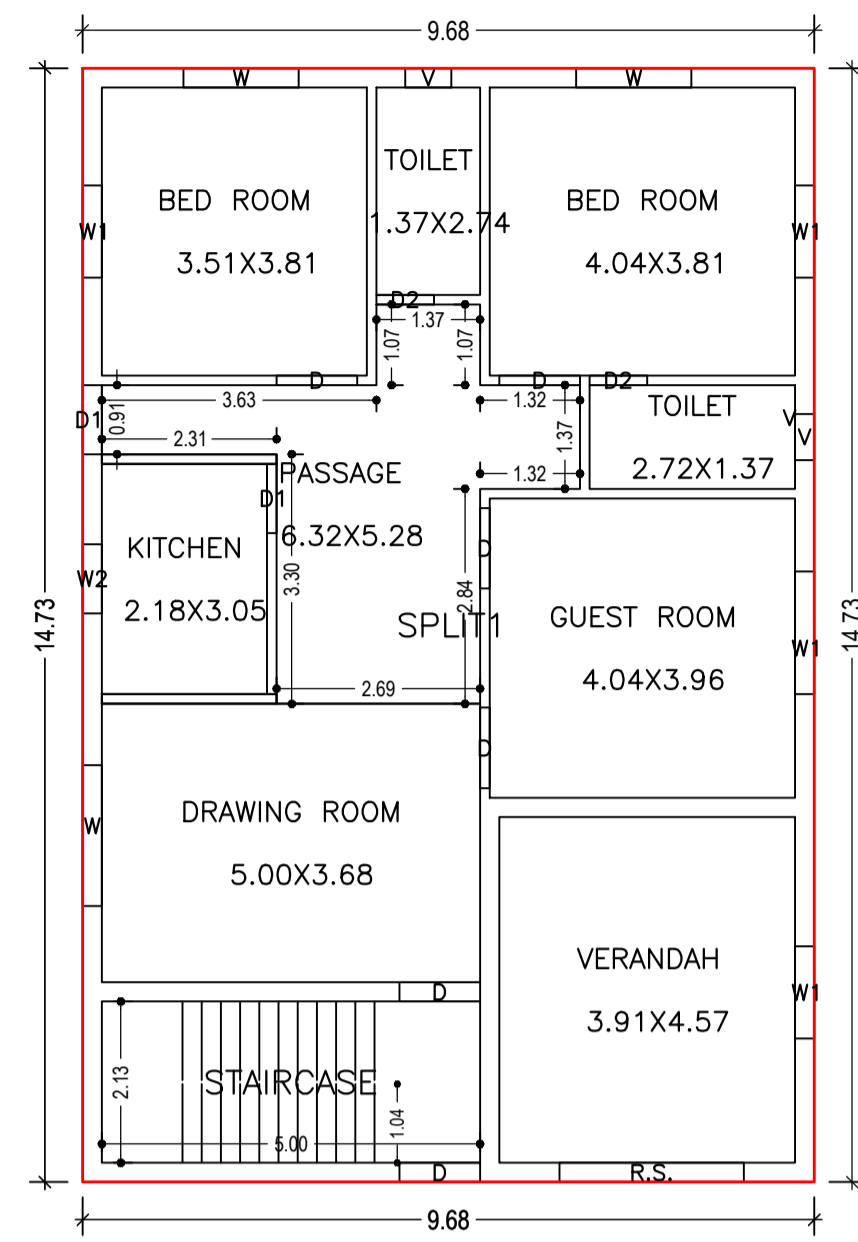 9.68
W
V
W
TOILET
1.37X2.74
BED ROOM
3.51X3.81
BED ROOM
4.04X3.81
W1
W1
D2
1.37
1.07
1.07
D
D
D2
3.63
1.32
D1
0.91
2.31
1.37
TOILET
2.72X1.37
V
V
1.32
PASSAGE
6.32X5.28
D1
KITCHEN
2.18X3.05
W2
3.30
2.84
D
SPLIT1
GUEST ROOM
4.04X3.96
W1
14.73
14.73
2.69
D
DRAWING ROOM
5.00X3.68
W
VERANDAH
3.91X4.57
W1
D
STAIRCASE
2.13
1.04
5.00
D
R.S.
9.68